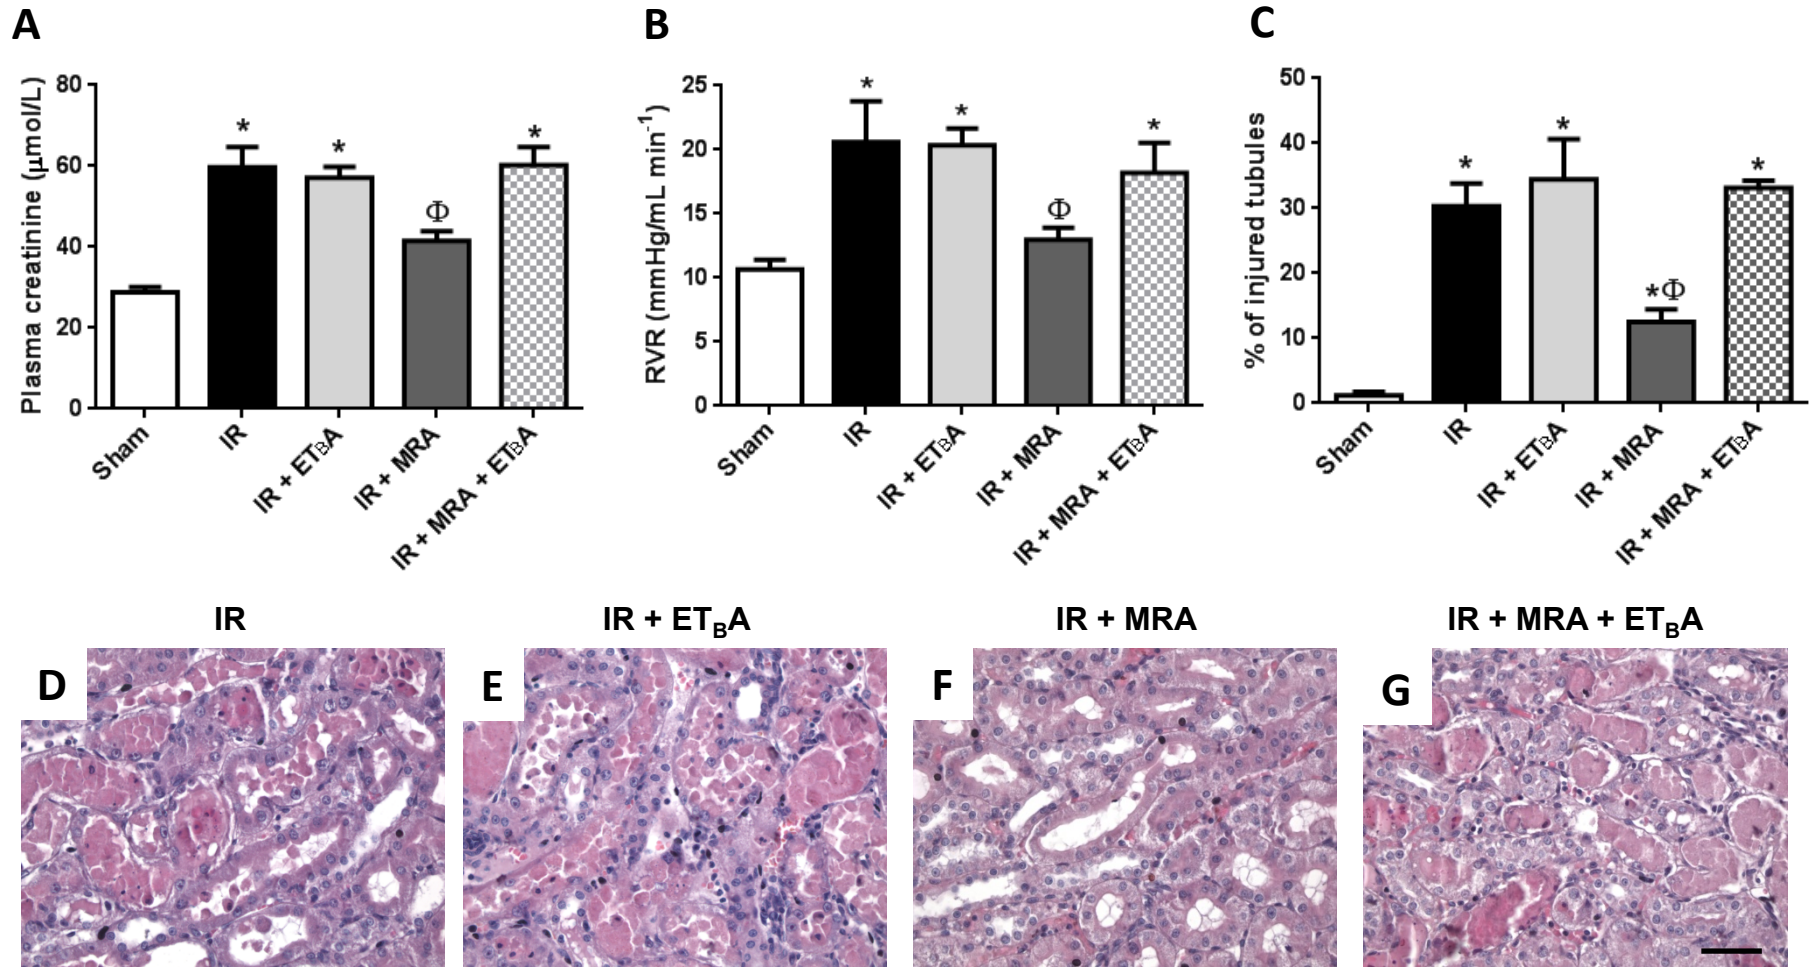 A
Plasma creatinine (μmol/L)
80
60
40
20
0
*
*
Φ
*
Sham
IR
IR + ETBA
IR + MRA
IR + MRA + ETBA
B
RVR (mmHg/mL min-1)
25
20
15
10
5
0
*
*
Φ
*
Sham
IR
IR + ETBA
IR + MRA
IR + MRA + ETBA
C
% of injured tubules
50
40
30
20
10
0
*
*
*Φ
*
Sham
IR
IR + ETBA
IR + MRA
IR + MRA + ETBA
IR
IR + ETBA
IR + MRA
IR + MRA + ETBA
D
E
F
G